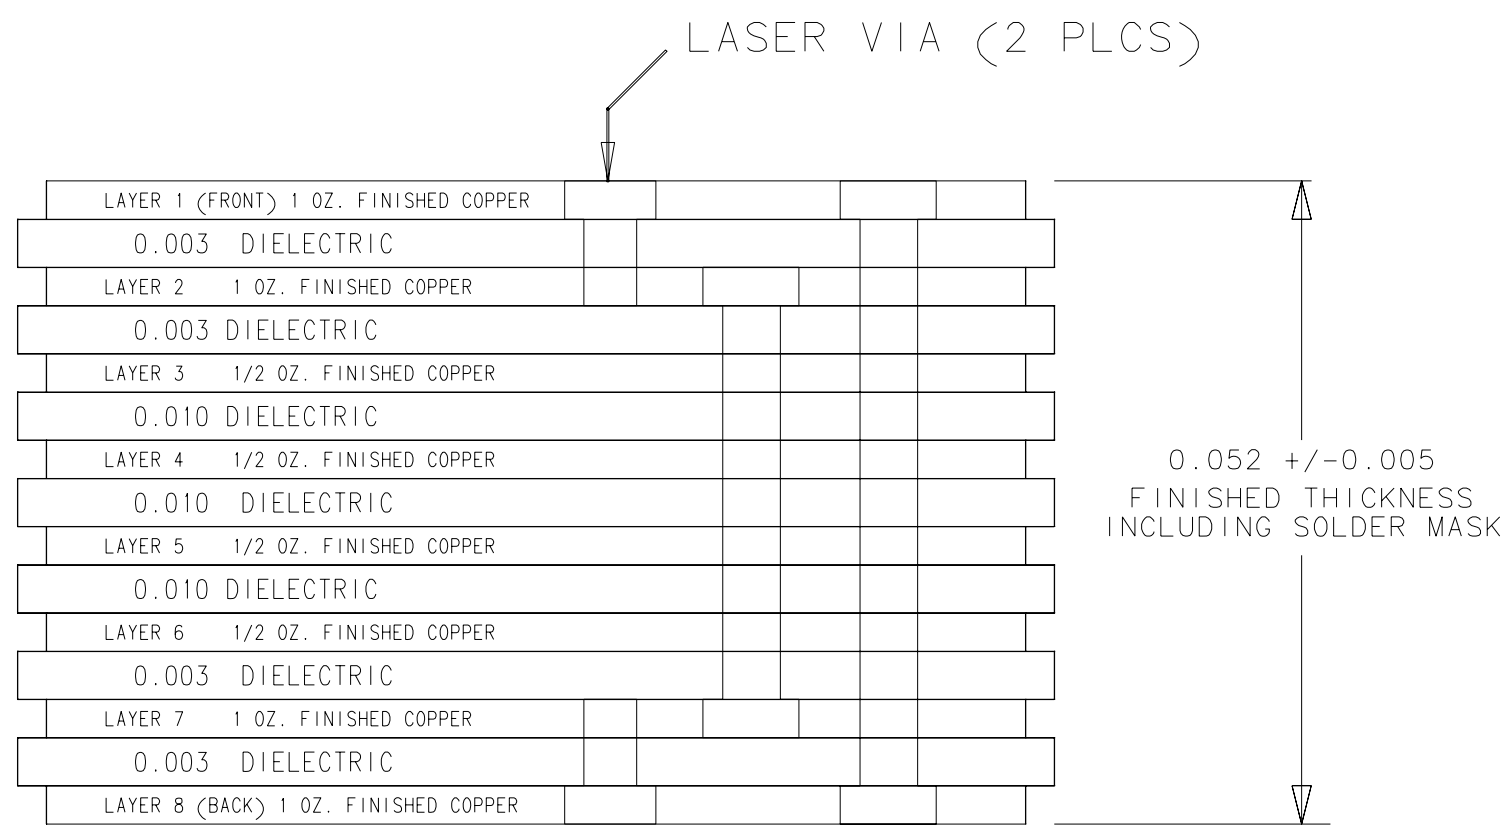 LASER VIA (2 PLCS)
LAYER 1 (FRONT) 1 OZ. FINISHED COPPER
0.003 DIELECTRIC
LAYER 2 1 OZ. FINISHED COPPER
0.003 DIELECTRIC
LAYER 3 1/2 OZ. FINISHED COPPER
0.010 DIELECTRIC
LAYER 4 1/2 OZ. FINISHED COPPER
0.010 DIELECTRIC
LAYER 5 1/2 OZ. FINISHED COPPER
0.010 DIELECTRIC
LAYER 6 1/2 OZ. FINISHED COPPER
0.003 DIELECTRIC
LAYER 7 1 OZ. FINISHED COPPER
0.003 DIELECTRIC
LAYER 8 (BACK) 1 OZ. FINISHED COPPER
0.052 +/-0.005
FINISHED THICKNESS
INCLUDING SOLDER MASK